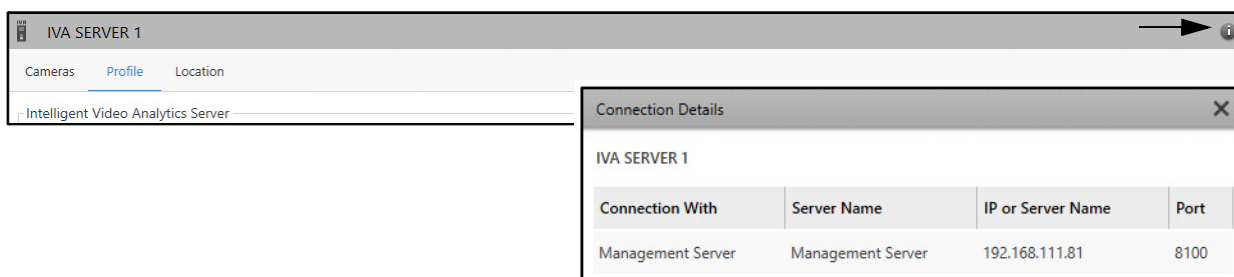 IVA SERVER 1
Cameras Profile Location
Intelligent Video Analytics Server
Connection Details
IVA SERVER 1
Connection With Server Name IP or Server Name Port
Management Server Management Server 192.168.111.81 8100